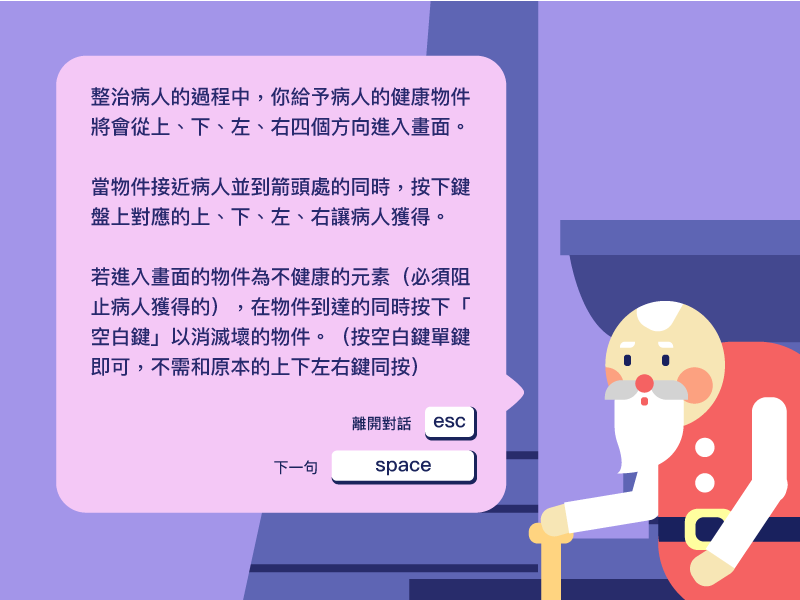 整治病人的過程中，你給予病人的健康物件
將會從上、下、左、右四個方向進入畫面。
當物件接近病人並到箭頭處的同時，按下鍵
盤上對應的上、下、左、右讓病人獲得。
若進入畫面的物件為不健康的元素（必須阻
止病人獲得的），在物件到達的同時按下「
空白鍵」以消滅壞的物件。（按空白鍵單鍵
即可，不需和原本的上下左右鍵同按）
離開對話 esc
下一句 space